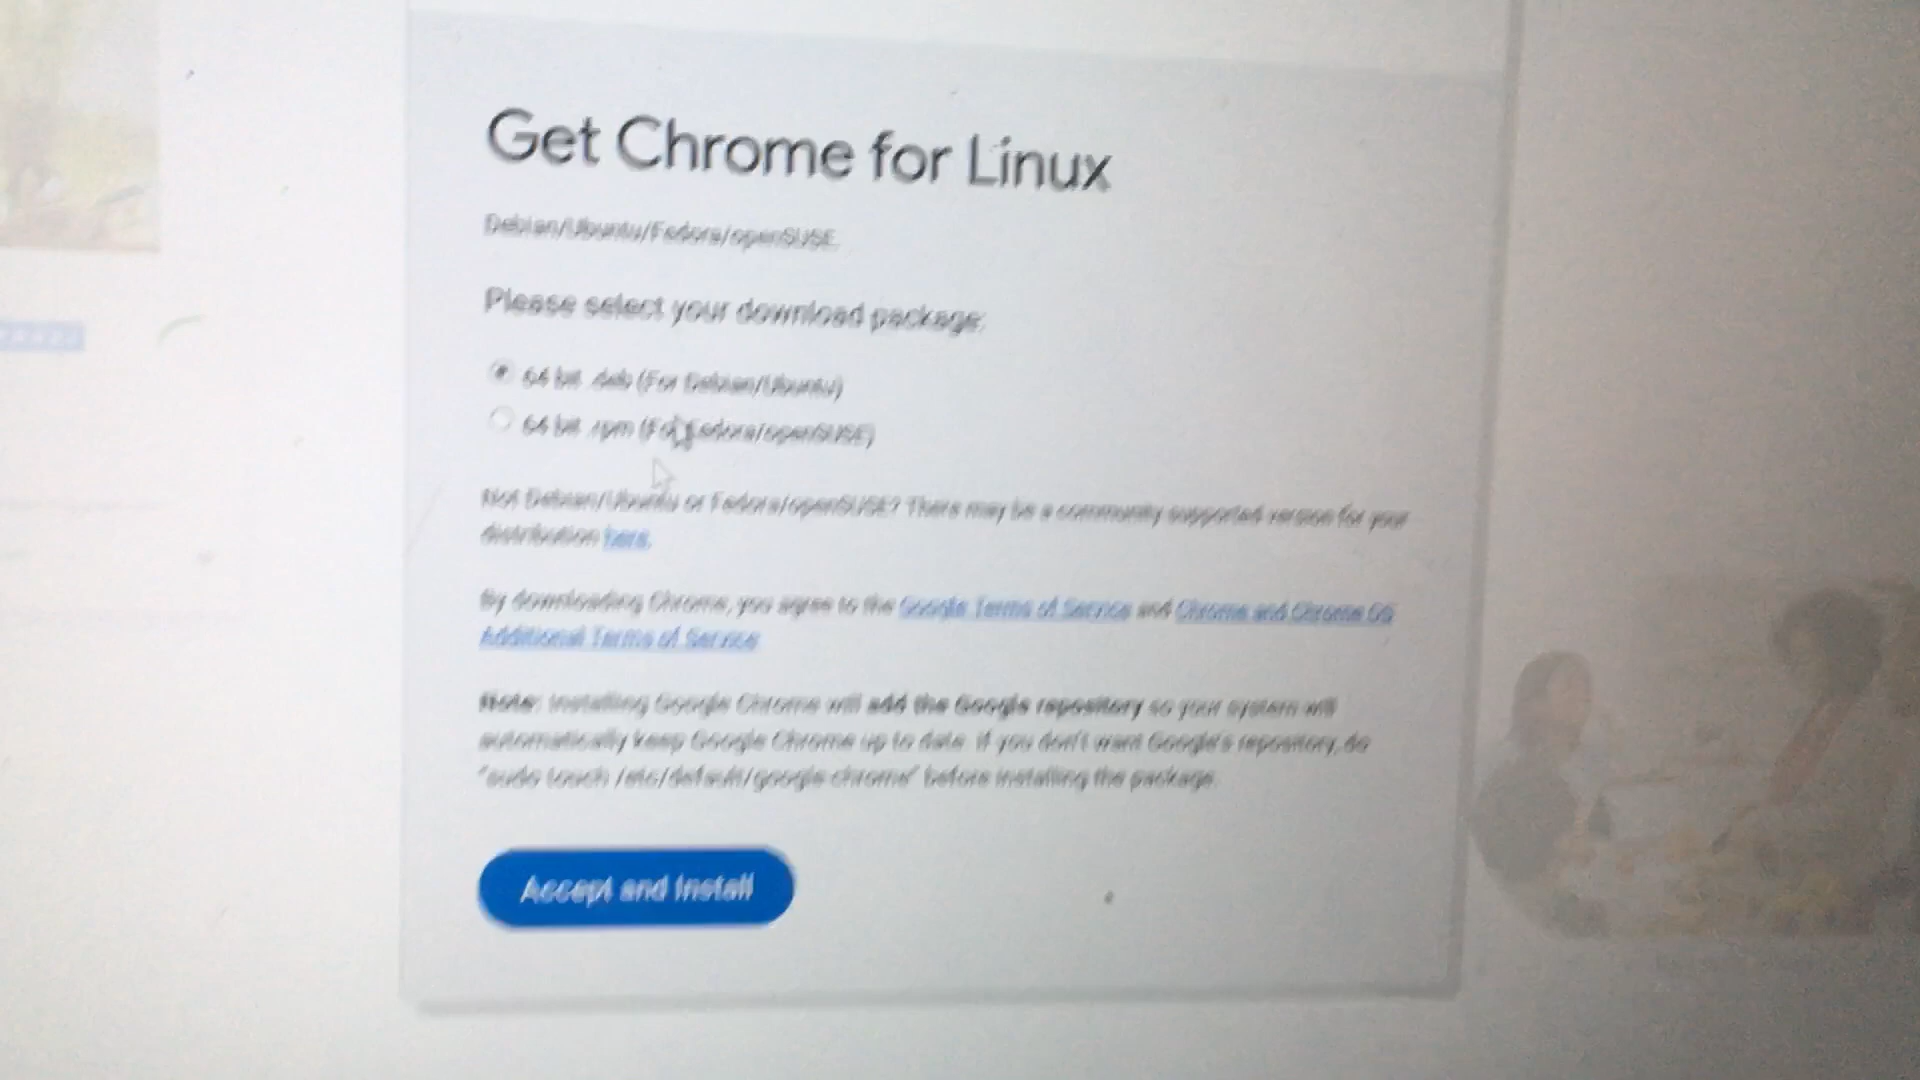 Get Chrome for Linux
Debian/Ubuntu/Fedora/openSUSE.
Please select your download package:
64 bit .deb (For Debian/Ubuntu)
64 bit .rpm (For Fedora/openSUSE)
Not Debian/Ubuntu or Fedora/openSUSE? There may be a community supported version for your
distribution here.
By downloading Chrome, you agree to the Google Terms of Service and Chrome and Chrome OS
Additional Terms of Service
Note: Installing Google Chrome will add the Google repository so your system will
automatically keep Google Chrome up to date. If you don't want Google's repository, do
"sudo touch /etc/default/google-chrome" before installing the package.
Accept and Install